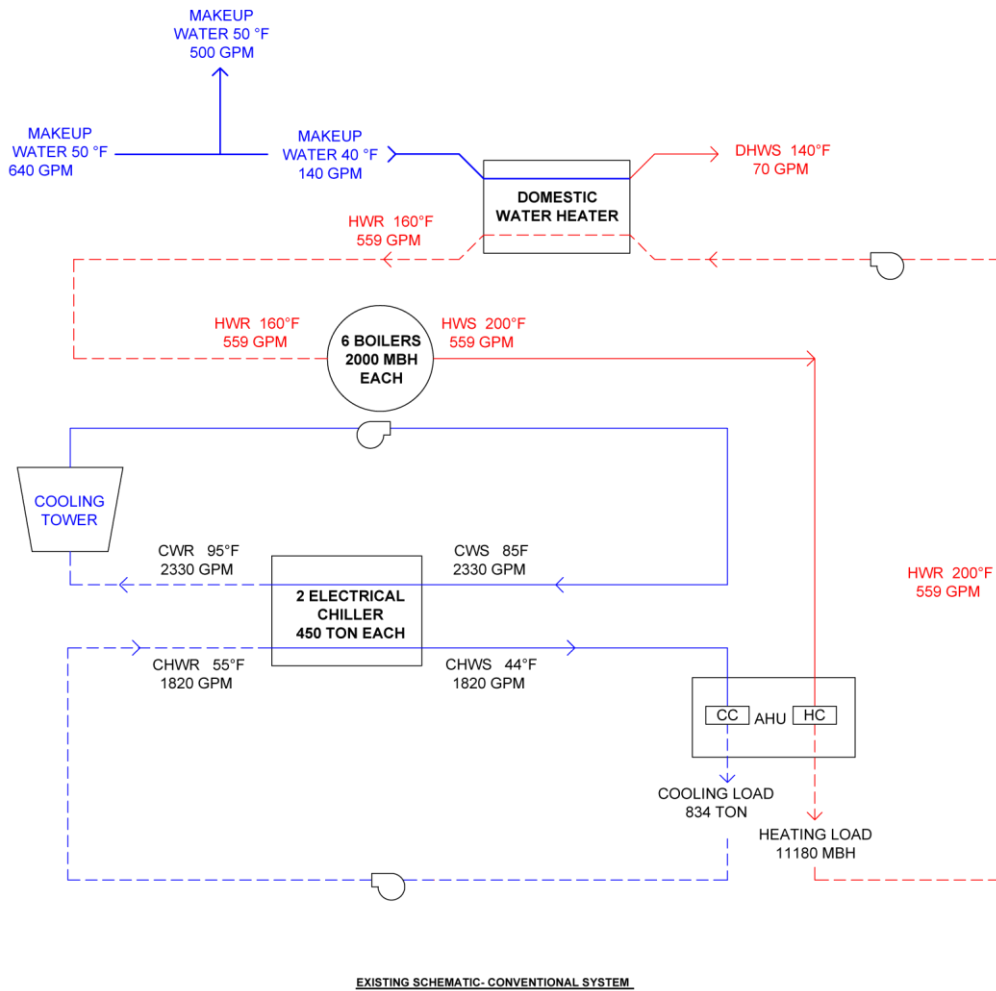 MAKEUP
WATER 50 °F
500 GPM
MAKEUP
WATER 50 °F
640 GPM
MAKEUP
WATER 40 °F
140 GPM
DHWS 140°F
70 GPM
DOMESTIC
WATER HEATER
HWR 160°F
559 GPM
HWR 160°F
559 GPM
6 BOILERS
2000 MBH
EACH
HWS 200°F
559 GPM
COOLING
TOWER
CWR 95°F
2330 GPM
CWS 85F
2330 GPM
2 ELECTRICAL
CHILLER
450 TON EACH
HWR 200°F
559 GPM
CHWR 55°F
1820 GPM
CHWS 44°F
1820 GPM
CC AHU HC
COOLING LOAD
834 TON
HEATING LOAD
11180 MBH
EXISTING SCHEMATIC- CONVENTIONAL SYSTEM